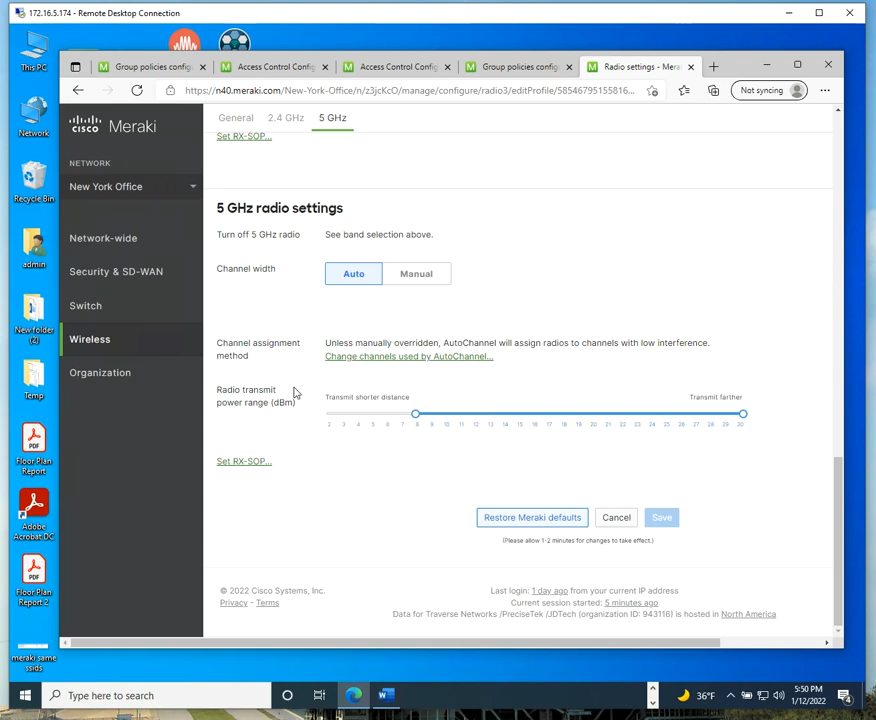 172.16.5.174 - Remote Desktop Connection
This PC
Network
Recycle Bin
admin
New folder
(2)
Temp
Floor Plan
Report
Adobe
Acrobat DC
Floor Plan
Report 2
meraki same
ssids
Group policies config
Access Control Config
Access Control Config
Group policies config
Radio settings - Mera
https://n40.meraki.com/New-York-Office/n/z3jcKcO/manage/configure/radio3/editProfile/58546795155816...
Not syncing
cisco Meraki
NETWORK
New York Office
Network-wide
Security & SD-WAN
Switch
Wireless
Organization
General 2.4 GHz 5 GHz
Set RX-SOP...
5 GHz radio settings
Turn off 5 GHz radio See band selection above.
Channel width Auto Manual
Channel assignment
method
Unless manually overridden, AutoChannel will assign radios to channels with low interference.
Change channels used by AutoChannel...
Radio transmit
power range (dBm)
Transmit shorter distance Transmit farther
2 3 4 5 6 7 8 9 10 11 12 13 14 15 16 17 18 19 20 21 22 23 24 25 26 27 28 29 30
Set RX-SOP...
Restore Meraki defaults Cancel Save
(Please allow 1-2 minutes for changes to take effect.)
© 2022 Cisco Systems, Inc.
Privacy - Terms
Last login: 1 day ago from your current IP address
Current session started: 5 minutes ago
Data for Traverse Networks /PreciseTek /JDTech (organization ID: 943116) is hosted in North America
Type here to search
36°F
5:50 PM
1/12/2022
4